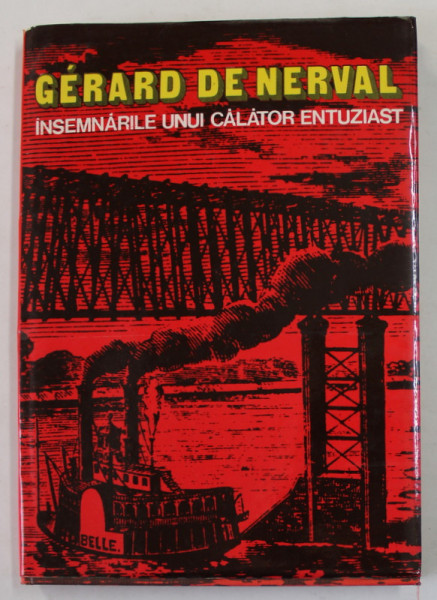 GÉRARD DE NERVAL
ÎNSEMNĂRILE UNUI CĂLĂTOR ENTUZIAST
BELLE.